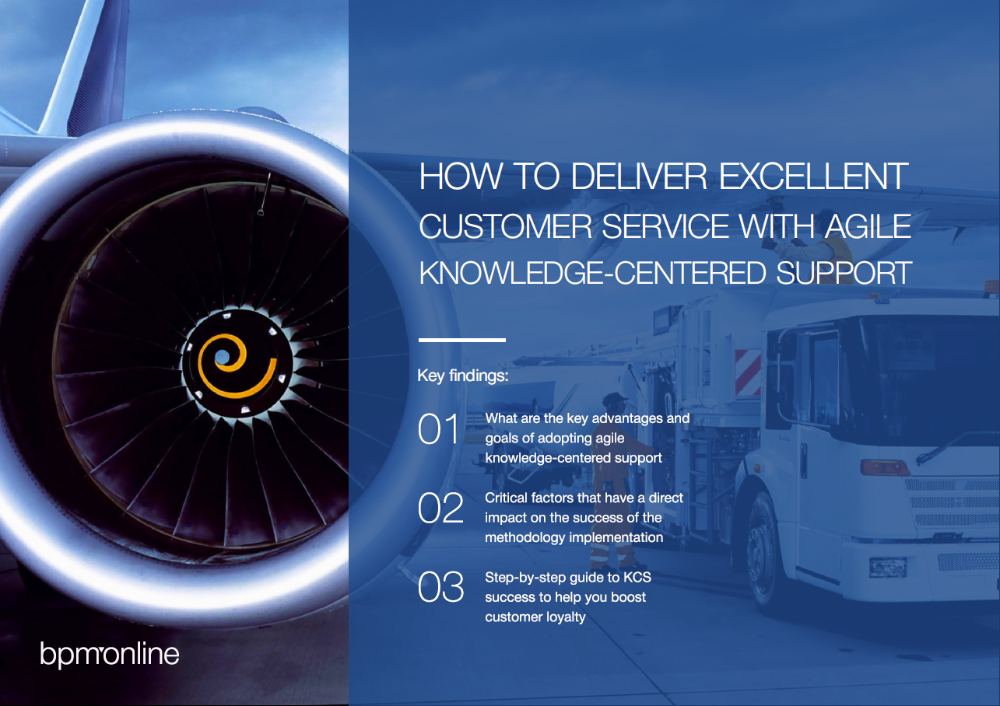 HOW TO DELIVER EXCELLENT
CUSTOMER SERVICE WITH AGILE
KNOWLEDGE-CENTERED SUPPORT
Key findings:
01
What are the key advantages and
goals of adopting agile
knowledge-centered support
02
Critical factors that have a direct
impact on the success of the
methodology implementation
03
Step-by-step guide to KCS
success to help you boost
customer loyalty
bpm'online